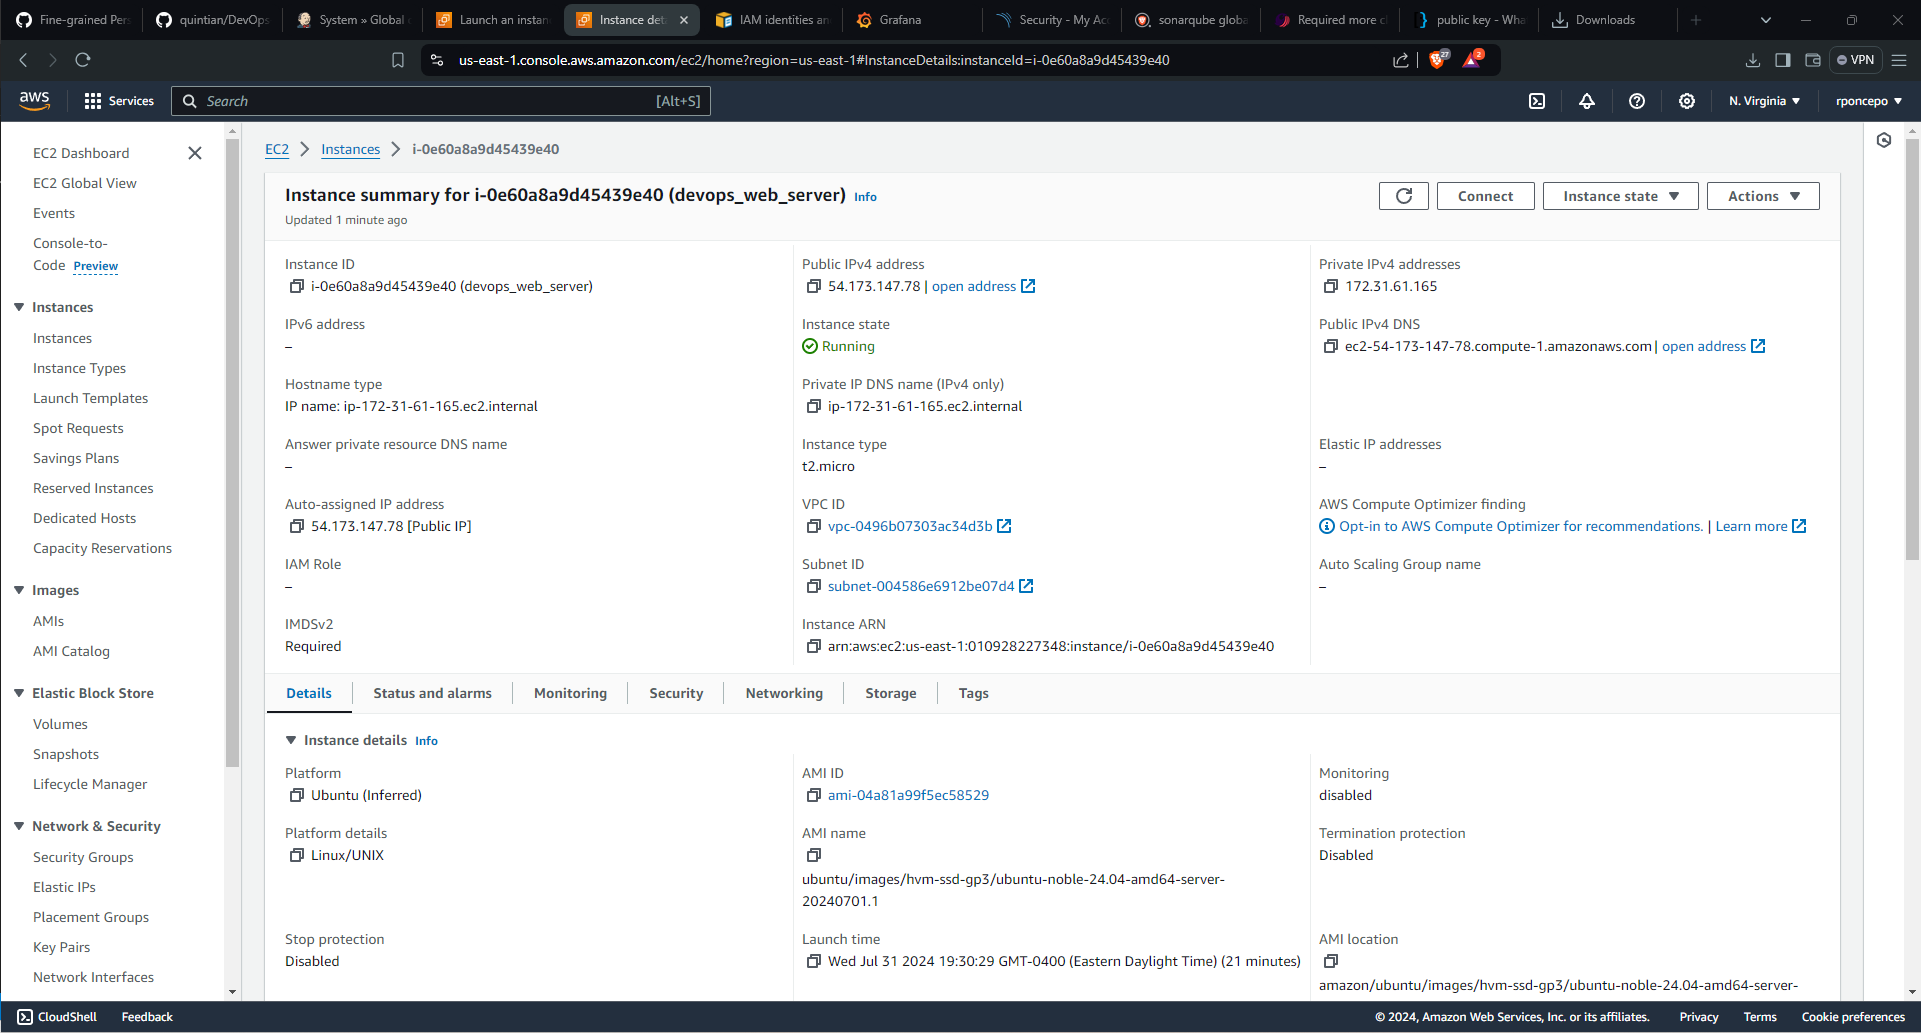 Fine-grained Pers
quintian/DevOps
System » Global c
Launch an instanc
Instance deta
IAM identities an
Grafana
Security - My Acc
sonarqube globa
Required more cl
public key - Wha
Downloads
us-east-1.console.aws.amazon.com/ec2/home?region=us-east-1#InstanceDetails:instanceId=i-0e60a8a9d45439e40
27
2
VPN
aws
Services
Search
[Alt+S]
N. Virginia
rponcepo
EC2 Dashboard
EC2 Global View
Events
Console-to-
Code Preview
Instances
Instances
Instance Types
Launch Templates
Spot Requests
Savings Plans
Reserved Instances
Dedicated Hosts
Capacity Reservations
Images
AMIs
AMI Catalog
Elastic Block Store
Volumes
Snapshots
Lifecycle Manager
Network & Security
Security Groups
Elastic IPs
Placement Groups
Key Pairs
Network Interfaces
EC2
Instances
i-0e60a8a9d45439e40
Instance summary for i-0e60a8a9d45439e40 (devops_web_server) Info
Updated 1 minute ago
Connect
Instance state
Actions
Instance ID
i-0e60a8a9d45439e40 (devops_web_server)
Public IPv4 address
54.173.147.78 | open address
Private IPv4 addresses
172.31.61.165
IPv6 address
–
Instance state
Running
Public IPv4 DNS
ec2-54-173-147-78.compute-1.amazonaws.com | open address
Hostname type
IP name: ip-172-31-61-165.ec2.internal
Private IP DNS name (IPv4 only)
ip-172-31-61-165.ec2.internal
Answer private resource DNS name
–
Instance type
t2.micro
Elastic IP addresses
–
Auto-assigned IP address
54.173.147.78 [Public IP]
VPC ID
vpc-0496b07303ac34d3b
AWS Compute Optimizer finding
Opt-in to AWS Compute Optimizer for recommendations. | Learn more
IAM Role
–
Subnet ID
subnet-004586e6912be07d4
Auto Scaling Group name
–
IMDSv2
Required
Instance ARN
arn:aws:ec2:us-east-1:010928227348:instance/i-0e60a8a9d45439e40
Details
Status and alarms
Monitoring
Security
Networking
Storage
Tags
Instance details Info
Platform
Ubuntu (Inferred)
AMI ID
ami-04a81a99f5ec58529
Monitoring
disabled
Platform details
Linux/UNIX
AMI name
ubuntu/images/hvm-ssd-gp3/ubuntu-noble-24.04-amd64-server-
20240701.1
Termination protection
Disabled
Stop protection
Disabled
Launch time
Wed Jul 31 2024 19:30:29 GMT-0400 (Eastern Daylight Time) (21 minutes)
AMI location
amazon/ubuntu/images/hvm-ssd-gp3/ubuntu-noble-24.04-amd64-server-
CloudShell
Feedback
© 2024, Amazon Web Services, Inc. or its affiliates.
Privacy
Terms
Cookie preferences